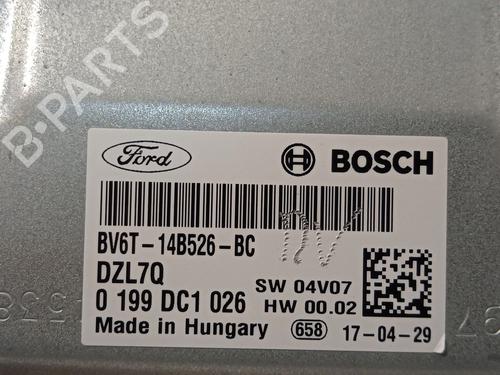 B-PARTS
Ford
BOSCH
BV6T-14B526-BC
DZL7Q
0 199 DC1 026
SW 04V07
HW 00.02
Made in Hungary
658
17-04-29